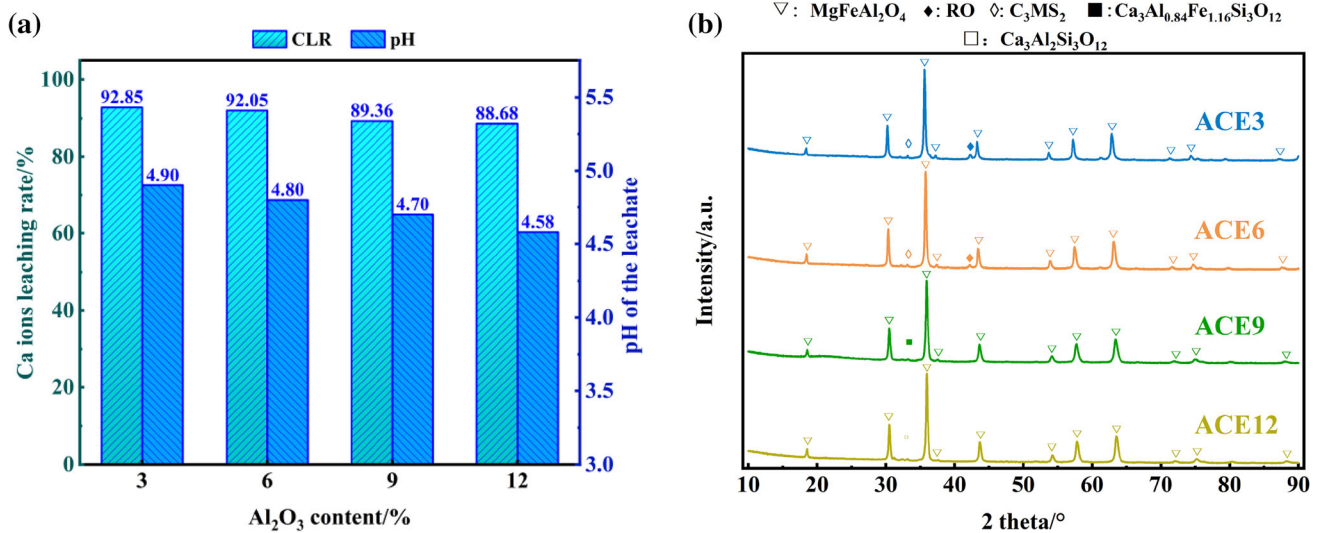 (a)
CLR pH
Ca ions leaching rate/%
100
80
60
40
20
0
92.85
4.90
92.05
4.80
89.36
4.70
88.68
4.58
5.5
5.0
4.5
4.0
3.5
3.0
pH of the leachate
3 6 9 12
Al₂O₃ content/%
(b)
▽: MgFeAl₂O₄ ◆: RO ◇: C₃MS₂ ■: Ca₃Al₀.₈₄Fe₁.₁₆Si₃O₁₂
□: Ca₃Al₂Si₃O₁₂
Intensity/a.u.
ACE3
ACE6
ACE9
ACE12
10 20 30 40 50 60 70 80 90
2 theta/°